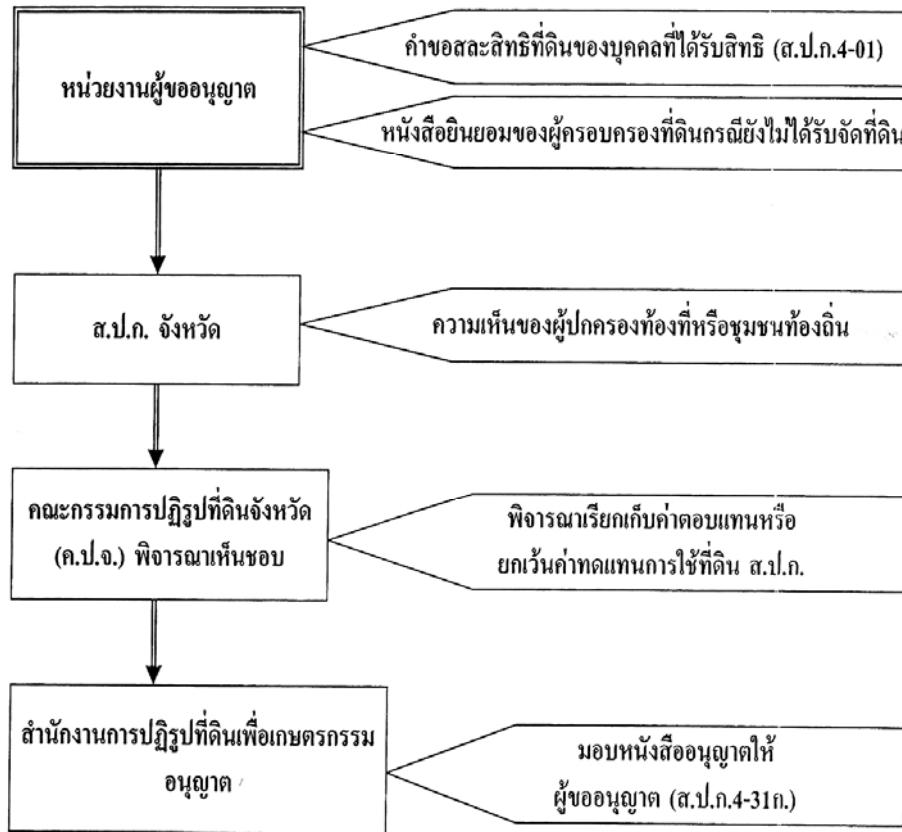 หน่วยงานผู้ขออนุญาต
คำขอสละสิทธิที่ดินของบุคคลที่ได้รับสิทธิ (ส.ป.ก.4-01)
หนังสือยินยอมของผู้ครอบครองที่ดินกรณียังไม่ได้รับจัดที่ดิน
ส.ป.ก. จังหวัด
ความเห็นของผู้ปกครองท้องที่หรือชุมชนท้องถิ่น
คณะกรรมการปฏิรูปที่ดินจังหวัด
(ค.ป.จ.) พิจารณาเห็นชอบ
พิจารณาเรียกเก็บค่าตอบแทนหรือ
ยกเว้นค่าทดแทนการใช้ที่ดิน ส.ป.ก.
สำนักงานการปฏิรูปที่ดินเพื่อเกษตรกรรม
อนุญาต
มอบหนังสืออนุญาตให้
ผู้ขออนุญาต (ส.ป.ก.4-31ก.)